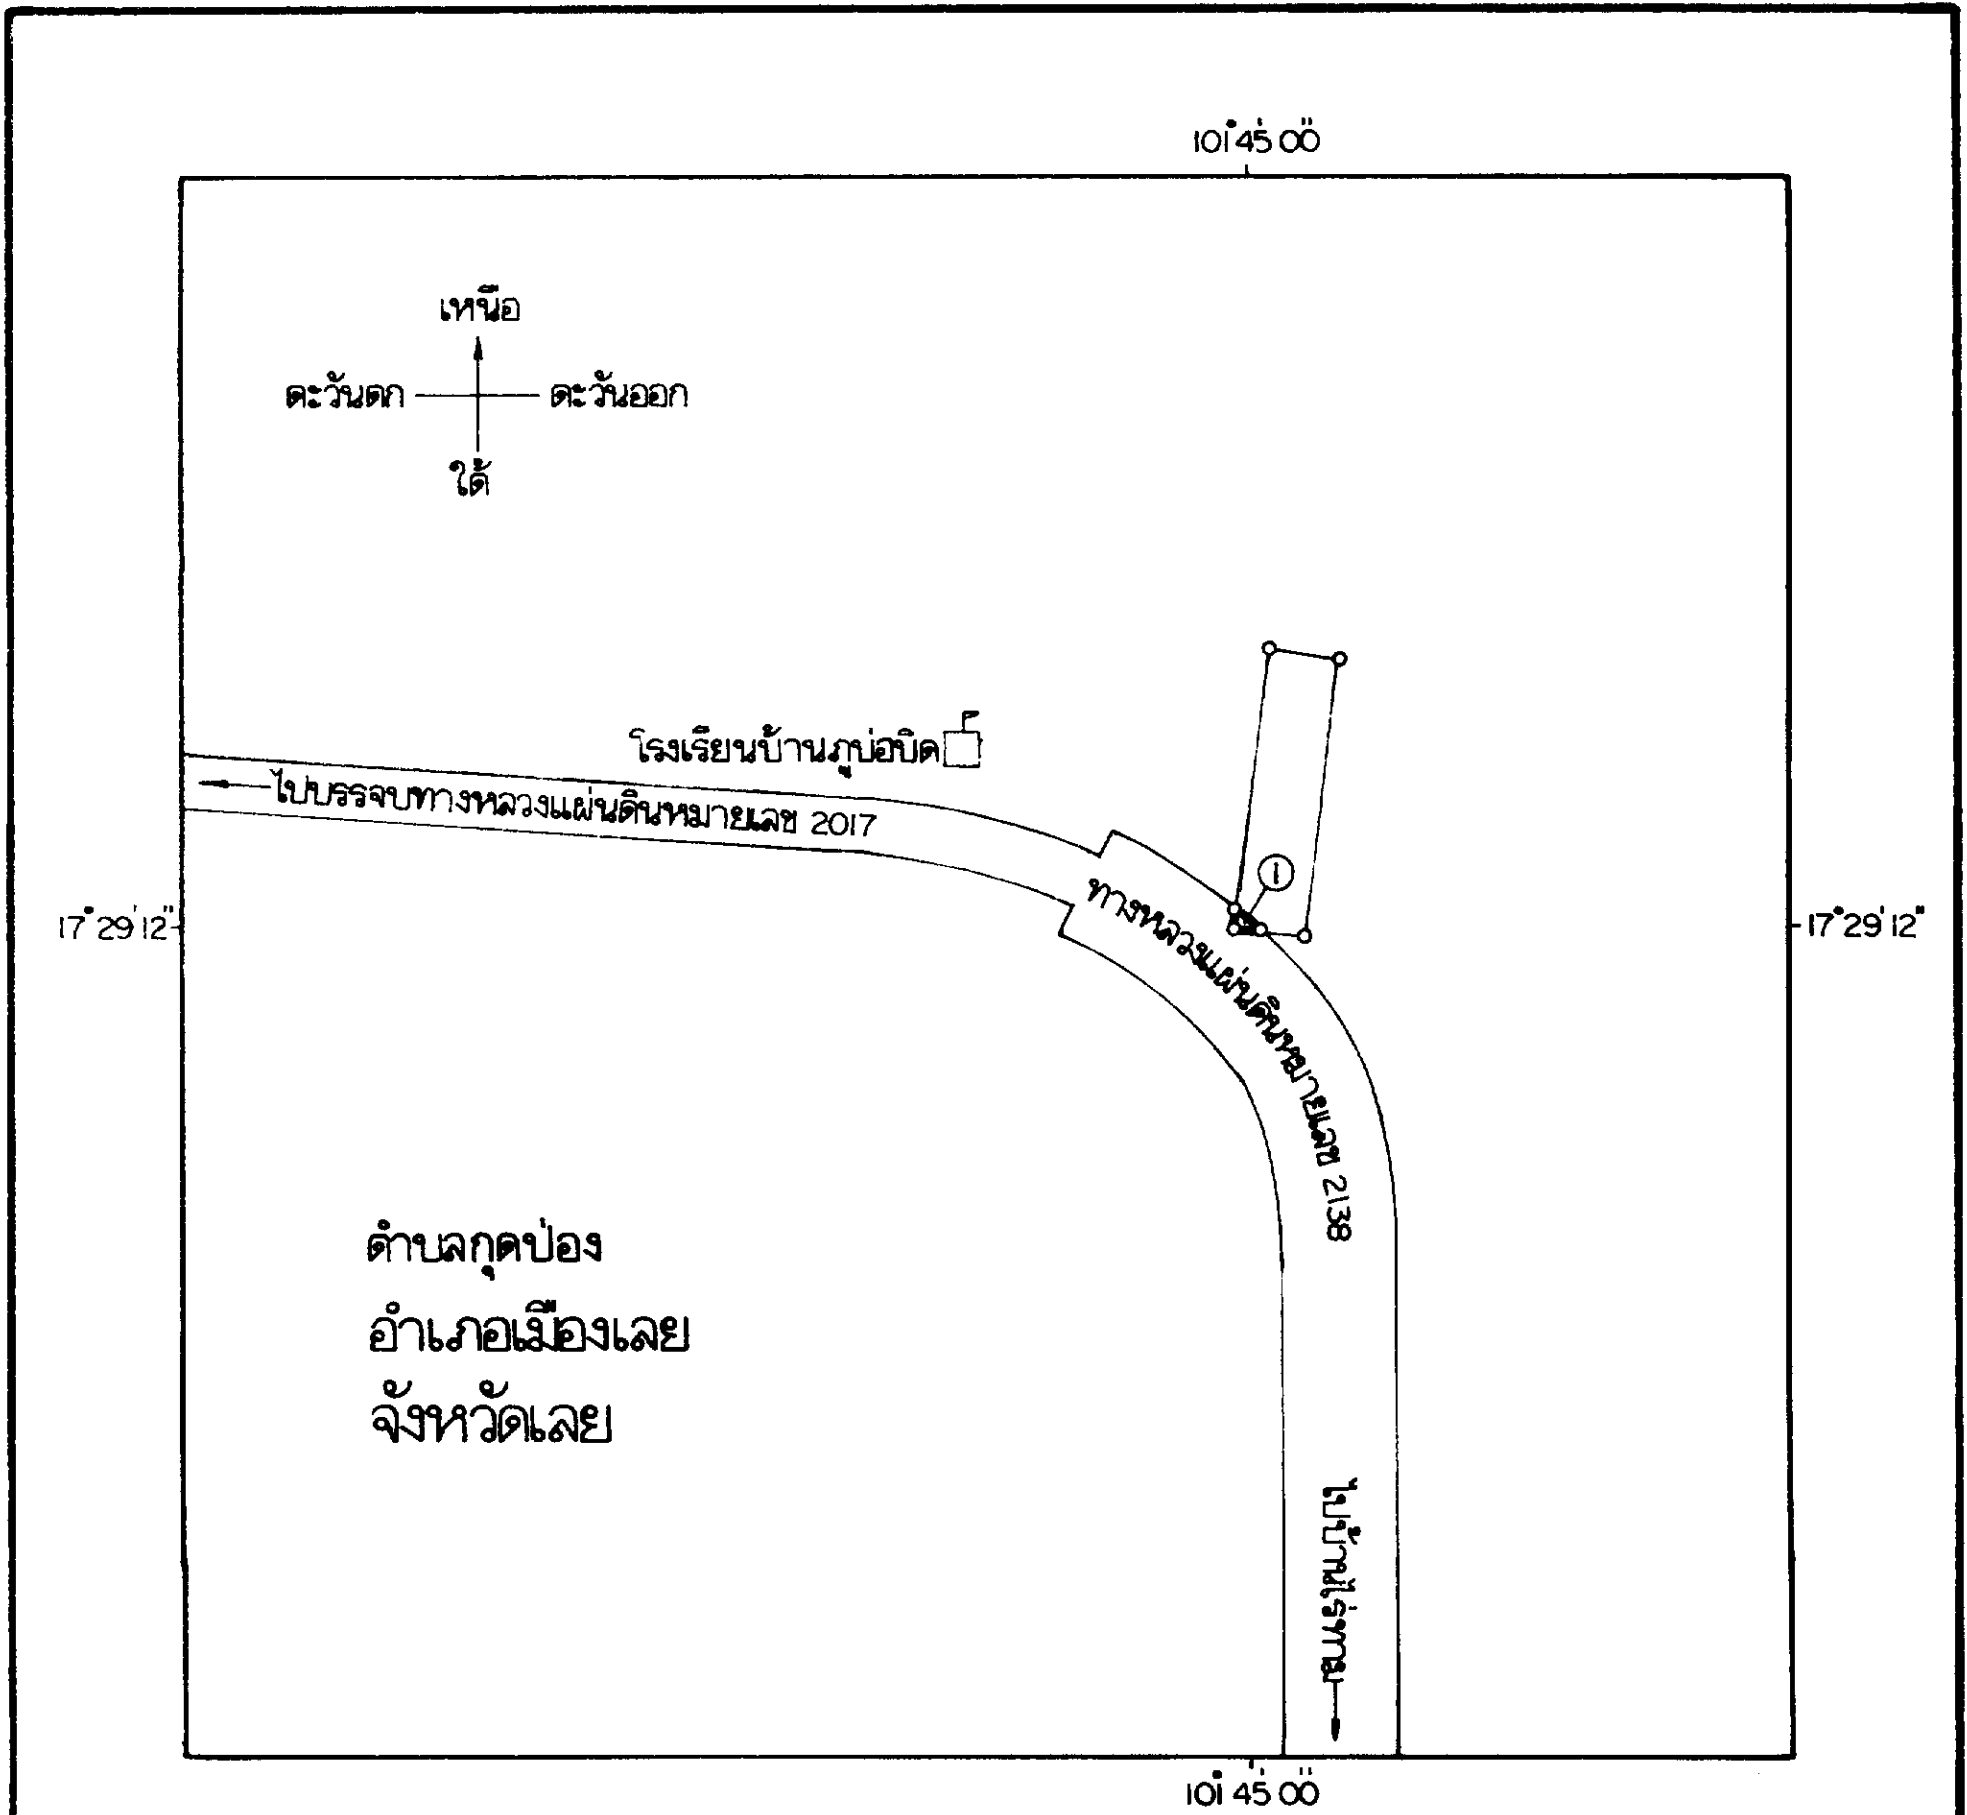 101°45'00"
เหนือ
ตะวันตก
ตะวันออก
ใต้
โรงเรียนบ้านภูบ่อบิด
ไปบรรจบทางหลวงแผ่นดินหมายเลข 2017
1
17°29'12"
17°29'12"
ทางหลวงแผ่นดินหมายเลข 2138
ตำบลกุดป่อง
อำเภอเมืองเลย
จังหวัดเลย
ไปบ้านไร่ทาม
101°45'00"